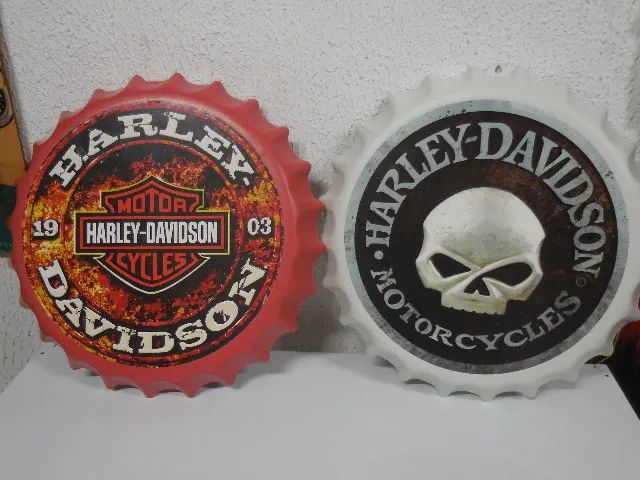 HARLEY-
19 03
MOTOR
HARLEY-DAVIDSON
CYCLES
DAVIDSON
HARLEY-DAVIDSON
· MOTORCYCLES ©